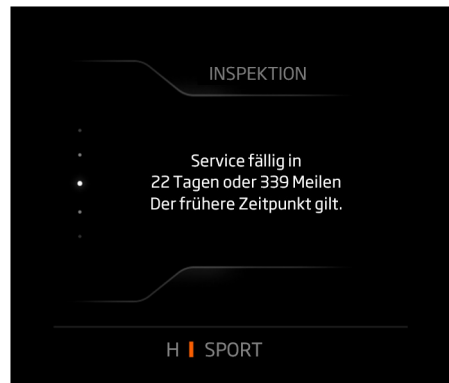 INSPEKTION
Service fällig in
22 Tagen oder 339 Meilen
Der frühere Zeitpunkt gilt.
H SPORT